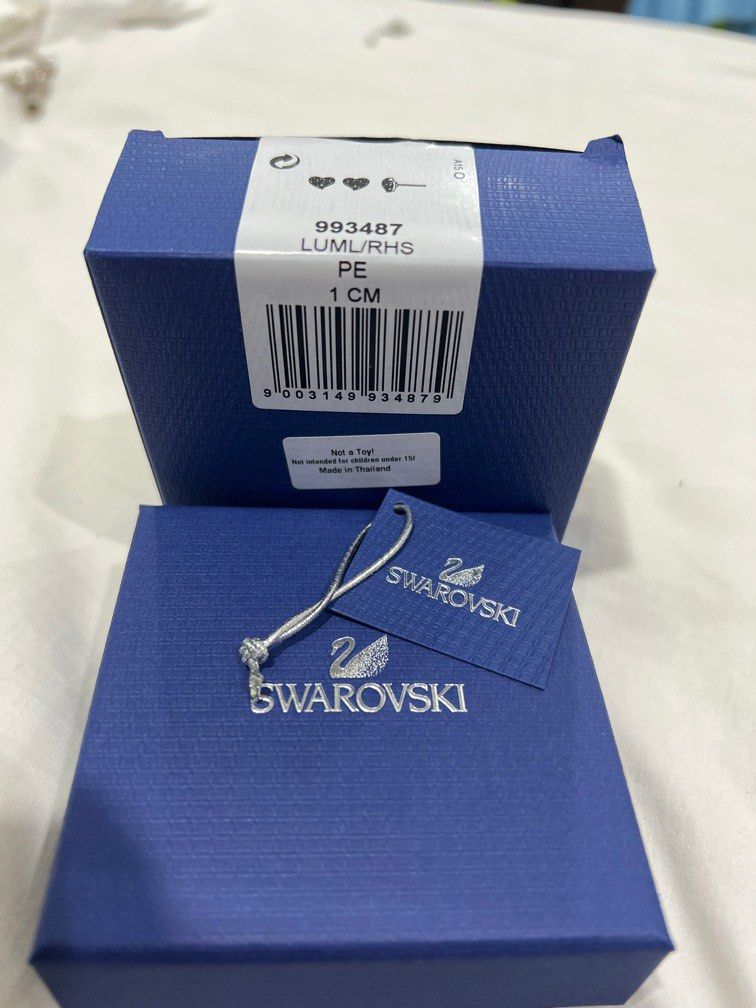 A15 O
993487
LUML/RHS
PE
1 CM
9 003149 934879
Not a Toy!
Not intended for children under 15!
Made in Thailand
SWAROVSKI
SWAROVSKI